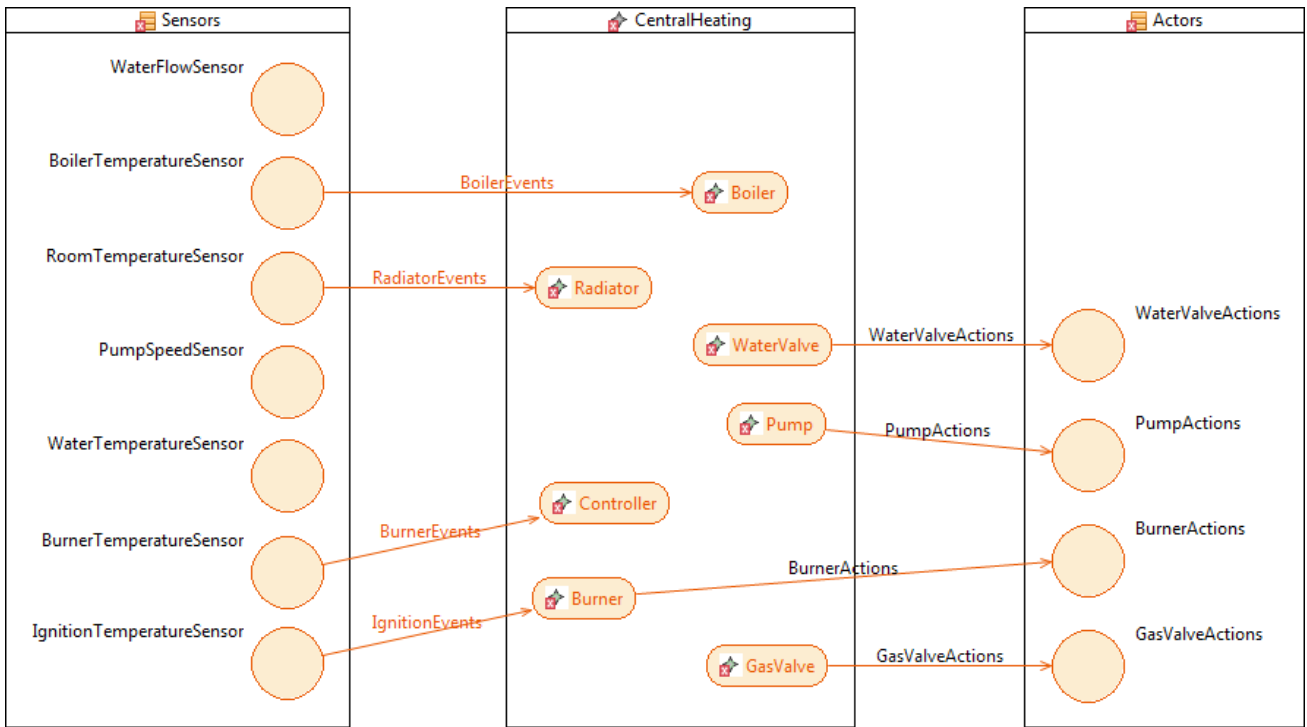 Sensors
CentralHeating
Actors
WaterFlowSensor
BoilerTemperatureSensor
BoilerEvents
Boiler
RoomTemperatureSensor
RadiatorEvents
Radiator
WaterValveActions
WaterValve
WaterValveActions
PumpSpeedSensor
Pump
PumpActions
PumpActions
WaterTemperatureSensor
Controller
BurnerEvents
BurnerTemperatureSensor
BurnerActions
BurnerActions
Burner
IgnitionEvents
IgnitionTemperatureSensor
GasValve
GasValveActions
GasValveActions